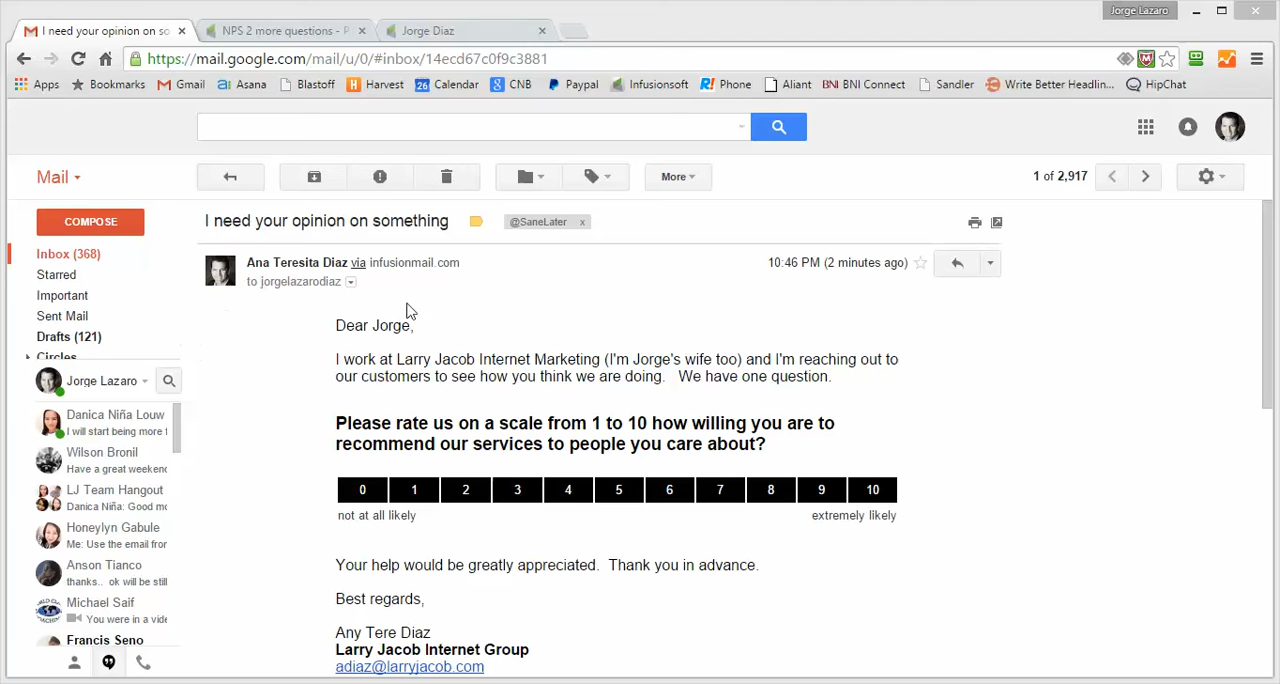 Jorge Lazaro
I need your opinion on so
NPS 2 more questions - P
Jorge Diaz
https://mail.google.com/mail/u/0/#inbox/14ecd67c0f9c3881
Apps Bookmarks Gmail Asana Blastoff Harvest 26 Calendar CNB Paypal Infusionsoft R! Phone Aliant BNI BNI Connect Sandler Write Better Headlin... HipChat
Mail
More
1 of 2,917
COMPOSE
I need your opinion on something
@SaneLater x
Inbox (368)
Starred
Important
Sent Mail
Drafts (121)
Circles
Ana Teresita Diaz via infusionmail.com
10:46 PM (2 minutes ago)
to jorgelazarodiaz
Dear Jorge,
I work at Larry Jacob Internet Marketing (I'm Jorge's wife too) and I'm reaching out to
our customers to see how you think we are doing. We have one question.
Please rate us on a scale from 1 to 10 how willing you are to
recommend our services to people you care about?
0 1 2 3 4 5 6 7 8 9 10
not at all likely extremely likely
Your help would be greatly appreciated. Thank you in advance.
Best regards,
Any Tere Diaz
Larry Jacob Internet Group
adiaz@larryjacob.com
Jorge Lazaro
Danica Niña Louw
I will start being more f
Wilson Bronil
Have a great weekend
LJ Team Hangout
Danica Niña: Good mo
Honeylyn Gabule
Me: Use the email from
Anson Tianco
thanks.. ok will be still
Michael Saif
You were in a vide
Francis Seno